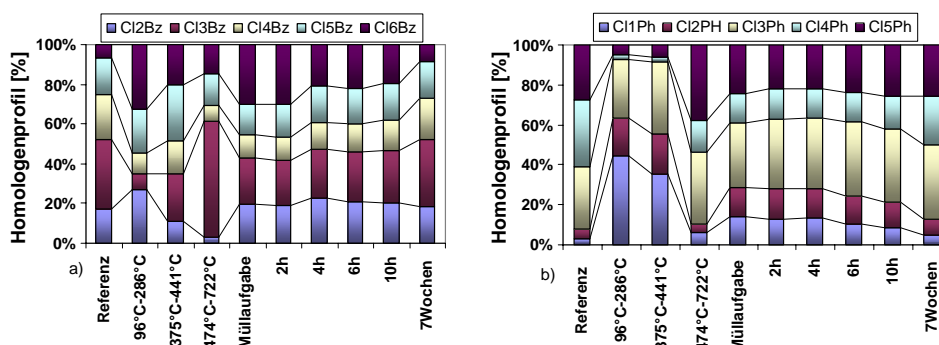 Cl2Bz Cl3Bz Cl4Bz Cl5Bz Cl6Bz
Homologenprofil [%]
100%
80%
60%
40%
20%
0%
a)
Referenz
96°C-286°C
375°C-441°C
474°C-722°C
Müllaufgabe
2h
4h
6h
10h
7Wochen
Cl1Ph Cl2PH Cl3Ph Cl4Ph Cl5Ph
Homologenprofil [%]
100%
80%
60%
40%
20%
0%
b)
Referenz
96°C-286°C
375°C-441°C
474°C-722°C
Müllaufgabe
2h
4h
6h
10h
7Wochen